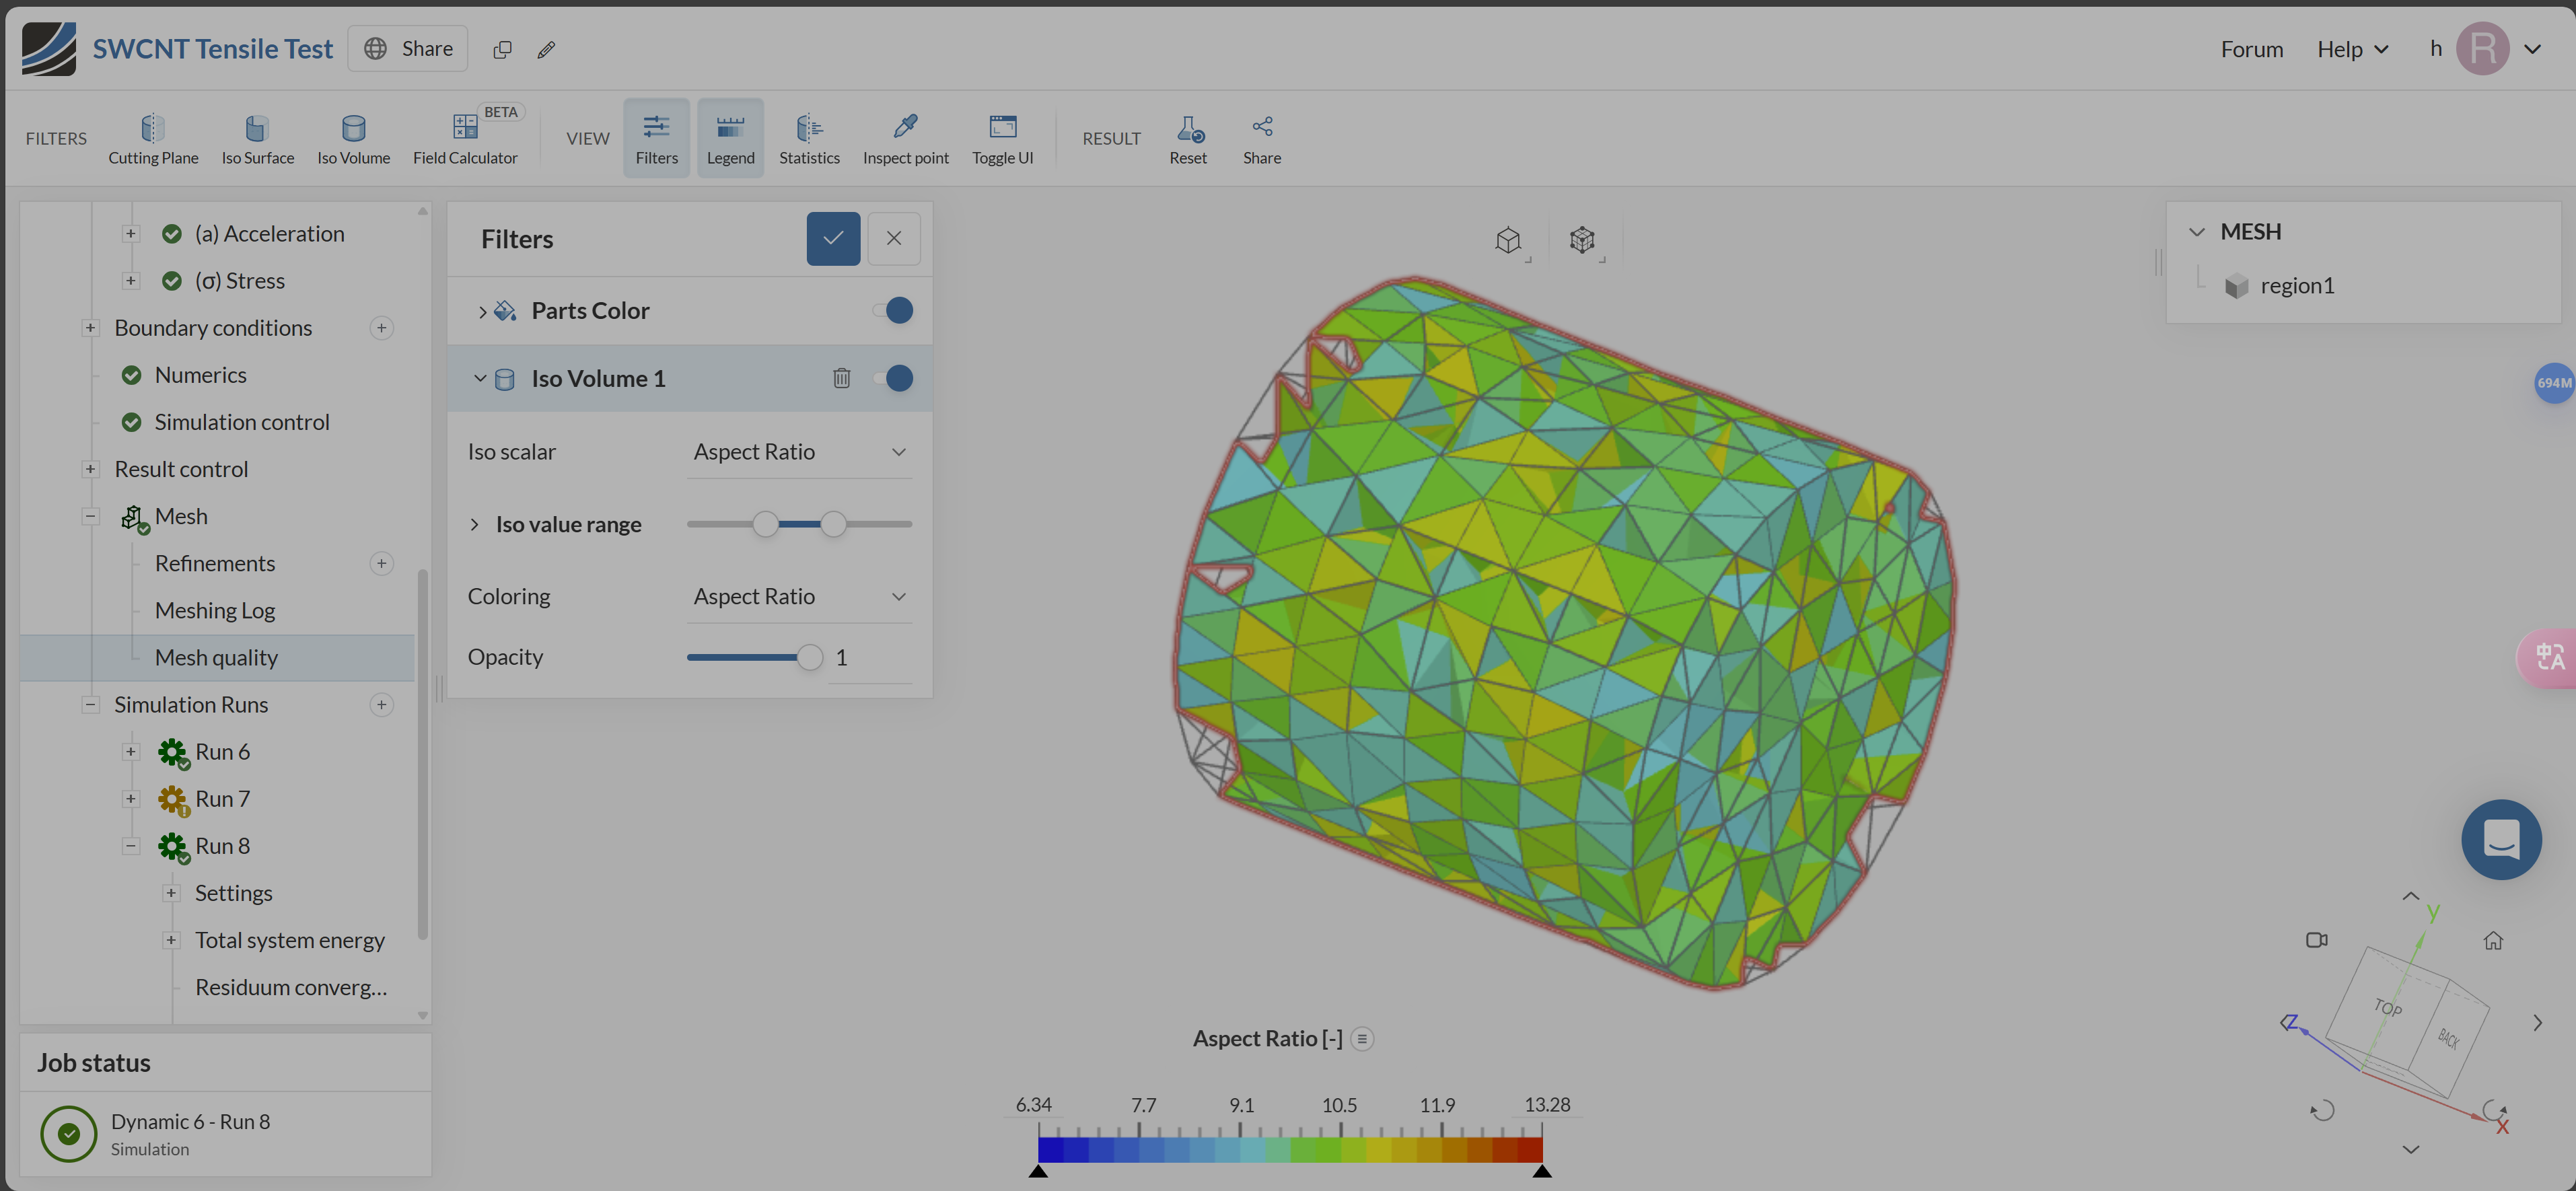 SWCNT Tensile Test
Share
Forum
Help
h
R
FILTERS
Cutting Plane
Iso Surface
Iso Volume
Field Calculator
BETA
VIEW
Filters
Legend
Statistics
Inspect point
Toggle UI
RESULT
Reset
Share
(a) Acceleration
(σ) Stress
Boundary conditions
Numerics
Simulation control
Result control
Mesh
Refinements
Meshing Log
Mesh quality
Simulation Runs
Run 6
Run 7
Run 8
Settings
Total system energy
Residuum converg...
Job status
Dynamic 6 - Run 8
Simulation
Filters
Parts Color
Iso Volume 1
Iso scalar Aspect Ratio
Iso value range
Coloring Aspect Ratio
Opacity 1
MESH
region1
694M
中A
y
TOP
BACK
Z
X
Aspect Ratio [-]
6.34 7.7 9.1 10.5 11.9 13.28